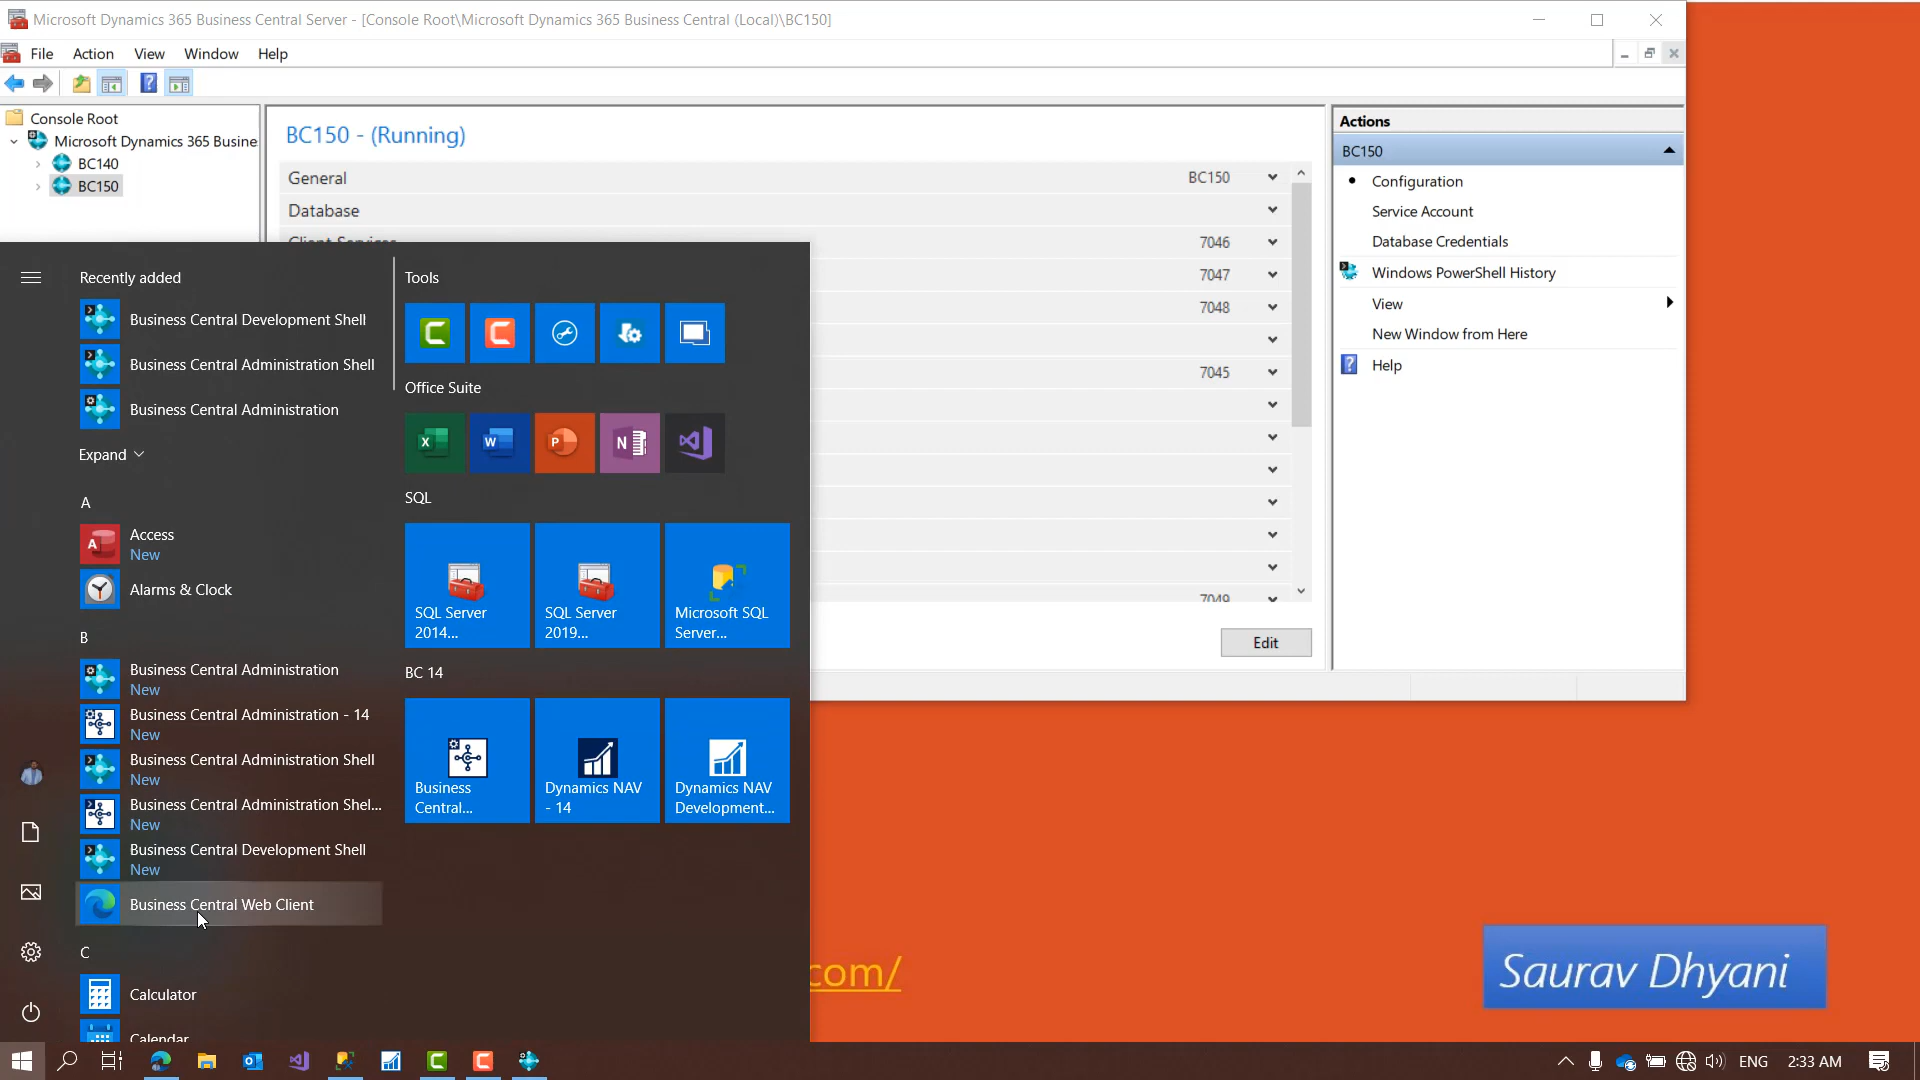 Microsoft Dynamics 365 Business Central Server - [Console Root\Microsoft Dynamics 365 Business Central (Local)\BC150]
File Action View Window Help
Console Root
Microsoft Dynamics 365 Busine
BC140
BC150
BC150 - (Running)
General BC150
Database
Client Services 7046
7047
7048
7045
7049
Edit
Actions
BC150
Configuration
Service Account
Database Credentials
Windows PowerShell History
View
New Window from Here
Help
Recently added
Business Central Development Shell
Business Central Administration Shell
Business Central Administration
Expand
A
Access
New
Alarms & Clock
B
Business Central Administration
New
Business Central Administration - 14
New
Business Central Administration Shell
New
Business Central Administration Shel...
New
Business Central Development Shell
New
Business Central Web Client
C
Calculator
Calendar
Tools
Office Suite
SQL
SQL Server
2014...
SQL Server
2019...
Microsoft SQL
Server...
BC 14
Business
Central...
Dynamics NAV
- 14
Dynamics NAV
Development...
.com/
Saurav Dhyani
ENG 2:33 AM